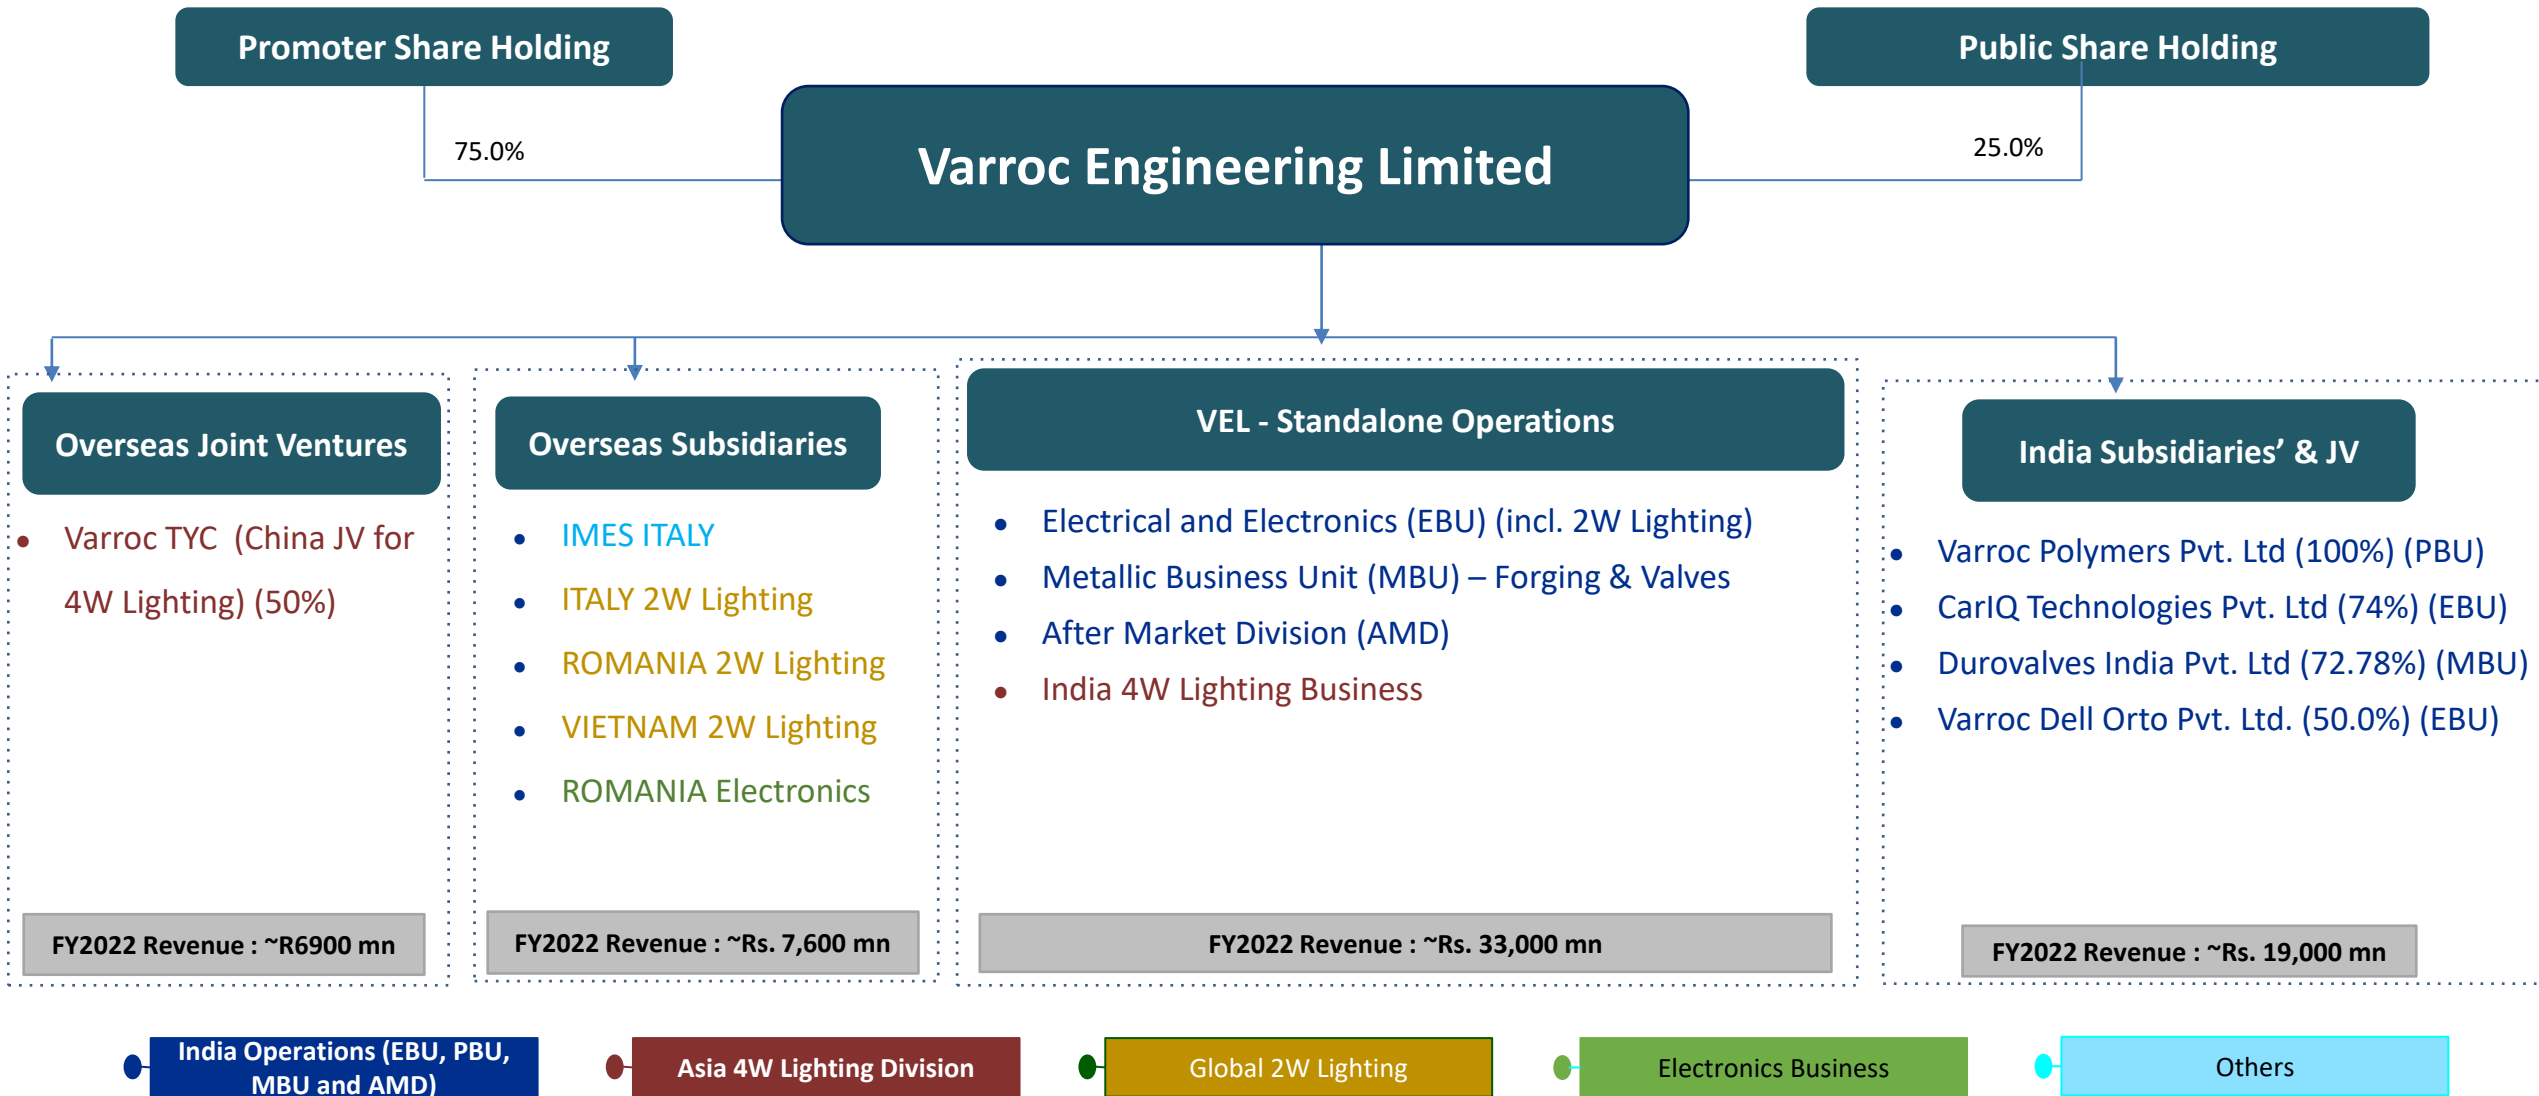 Promoter Share Holding
Public Share Holding
Varroc Engineering Limited
75.0%
25.0%
Overseas Joint Ventures
• Varroc TYC (China JV for
4W Lighting) (50%)
FY2022 Revenue : ~R6900 mn
Overseas Subsidiaries
• IMES ITALY
• ITALY 2W Lighting
• ROMANIA 2W Lighting
• VIETNAM 2W Lighting
• ROMANIA Electronics
FY2022 Revenue : ~Rs. 7,600 mn
VEL - Standalone Operations
• Electrical and Electronics (EBU) (incl. 2W Lighting)
• Metallic Business Unit (MBU) – Forging & Valves
• After Market Division (AMD)
• India 4W Lighting Business
FY2022 Revenue : ~Rs. 33,000 mn
India Subsidiaries’ & JV
• Varroc Polymers Pvt. Ltd (100%) (PBU)
• CarIQ Technologies Pvt. Ltd (74%) (EBU)
• Durovalves India Pvt. Ltd (72.78%) (MBU)
• Varroc Dell Orto Pvt. Ltd. (50.0%) (EBU)
FY2022 Revenue : ~Rs. 19,000 mn
India Operations (EBU, PBU,
MBU and AMD)
Asia 4W Lighting Division
Global 2W Lighting
Electronics Business
Others